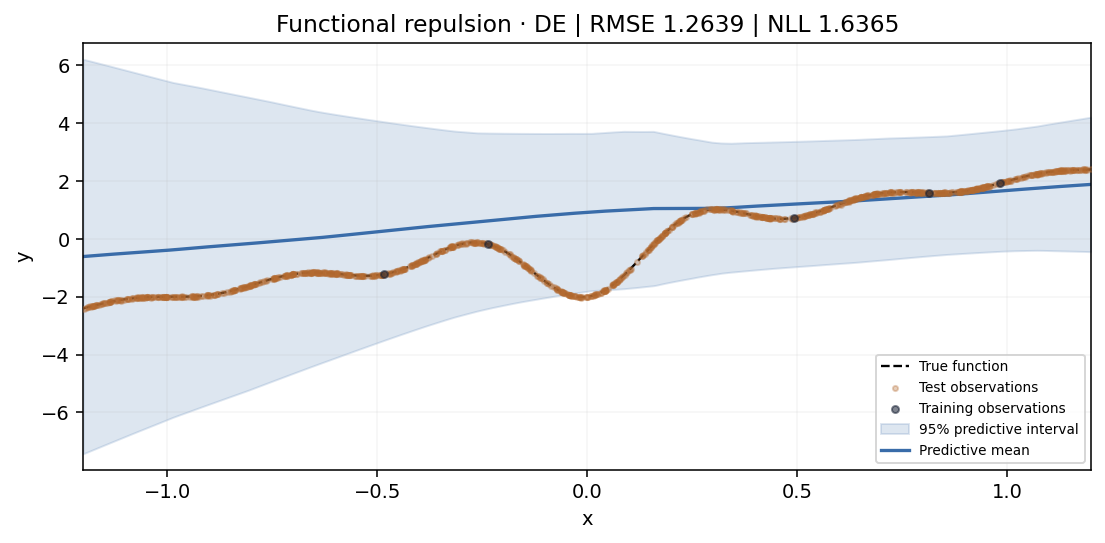 Functional repulsion · DE | RMSE 1.2639 | NLL 1.6365
6
4
2
0
−2
−4
−6
y
−1.0
−0.5
0.0
0.5
1.0
x
True function
Test observations
Training observations
95% predictive interval
Predictive mean